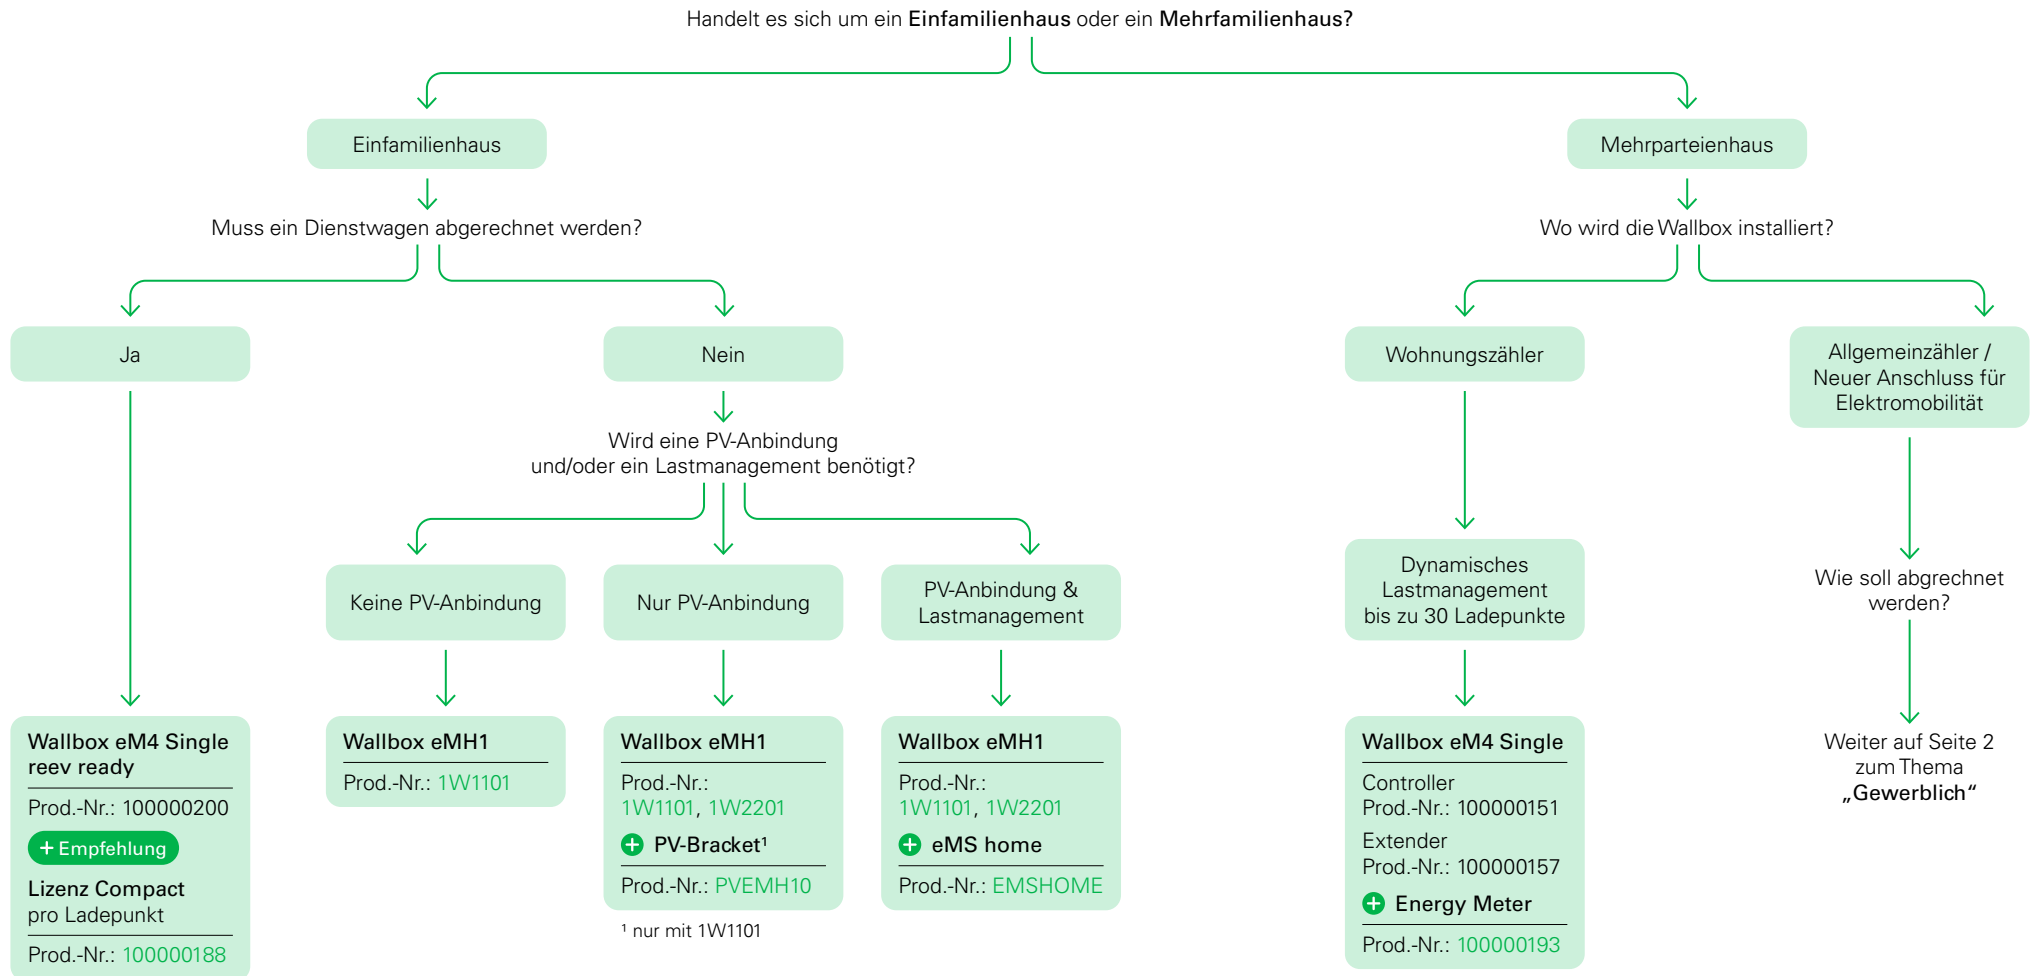 Handelt es sich um ein Einfamilienhaus oder ein Mehrfamilienhaus?
Einfamilienhaus
Mehrparteienhaus
Muss ein Dienstwagen abgerechnet werden?
Wo wird die Wallbox installiert?
Ja
Nein
Wohnungszähler
Allgemeinzähler /
Neuer Anschluss für
Elektromobilität
Wird eine PV-Anbindung
und/oder ein Lastmanagement benötigt?
Keine PV-Anbindung
Nur PV-Anbindung
PV-Anbindung &
Lastmanagement
Dynamisches
Lastmanagement
bis zu 30 Ladepunkte
Wie soll abgrechnet
werden?
Wallbox eM4 Single
reev ready
Prod.-Nr.: 100000200
+ Empfehlung
Lizenz Compact
pro Ladepunkt
Prod.-Nr.: 100000188
Wallbox eMH1
Prod.-Nr.: 1W1101
Wallbox eMH1
Prod.-Nr.:
1W1101, 1W2201
+ PV-Bracket¹
Prod.-Nr.: PVEMH10
¹ nur mit 1W1101
Wallbox eMH1
Prod.-Nr.:
1W1101, 1W2201
+ eMS home
Prod.-Nr.: EMSHOME
Wallbox eM4 Single
Controller
Prod.-Nr.: 100000151
Extender
Prod.-Nr.: 100000157
+ Energy Meter
Prod.-Nr.: 100000193
Weiter auf Seite 2
zum Thema
„Gewerblich“